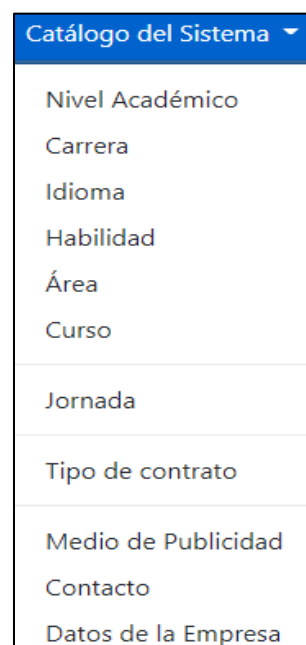 Catálogo del Sistema
Nivel Académico
Carrera
Idioma
Habilidad
Área
Curso
Jornada
Tipo de contrato
Medio de Publicidad
Contacto
Datos de la Empresa